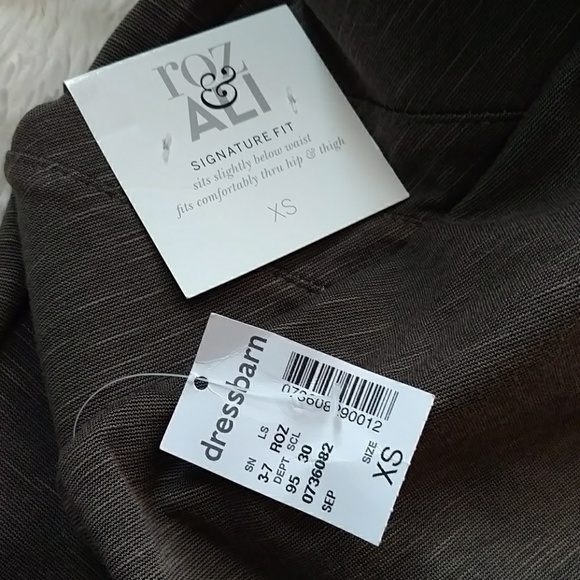 roz
&
ALI
SIGNATURE FIT
sits slightly below waist
fits comfortably thru hip & thigh
XS
dressbarn
SN LS
3-7 ROZ
DEPT SCL
95 30
0736082
SEP
SIZE
XS